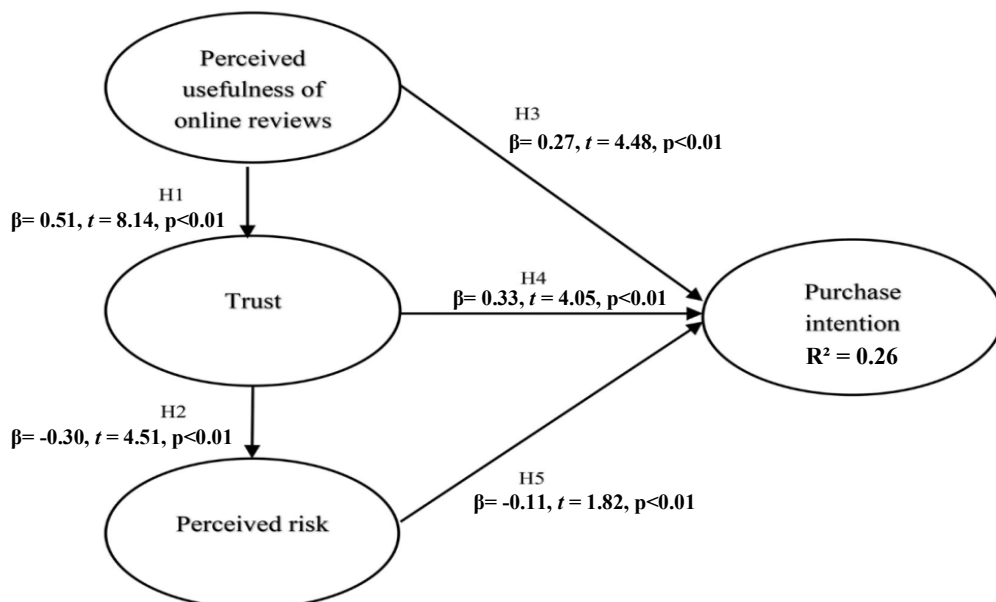 Perceived
usefulness of
online reviews
H3
β= 0.27, t = 4.48, p<0.01
H1
β= 0.51, t = 8.14, p<0.01
Trust
H4
β= 0.33, t = 4.05, p<0.01
Purchase
intention
R² = 0.26
H2
β= -0.30, t = 4.51, p<0.01
H5
β= -0.11, t = 1.82, p<0.01
Perceived risk